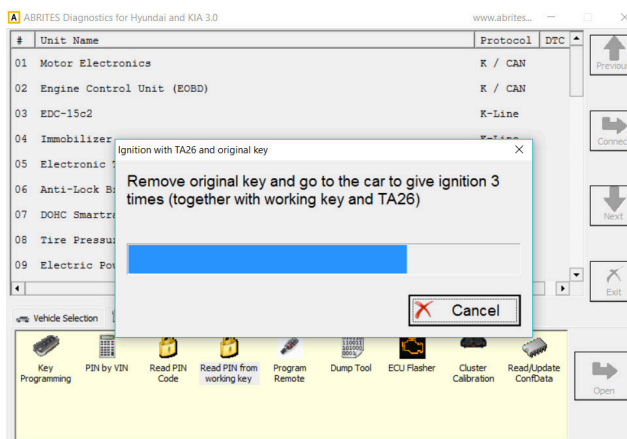 A ABRITES Diagnostics for Hyundai and KIA 3.0 www.abrites...
# Unit Name Protocol DTC
01 Motor Electronics K / CAN
02 Engine Control Unit (EOBD) K / CAN
03 EDC-15c2 K-Line
04 Immobilizer
05 Electronic
06 Anti-Lock
07 DOHC
08 Tire
09 Electric
Previous
Connec
Next
Exit
Ignition with TA26 and original key
Remove original key and go to the car to give ignition 3
times (together with working key and TA26)
Cancel
Vehicle Selection
Key
Programming
PIN by VIN
Read PIN
Code
Read PIN from
working key
Program
Remote
Dump Tool
ECU Flasher
Cluster
Calibration
Read/Update
ConfData
Open